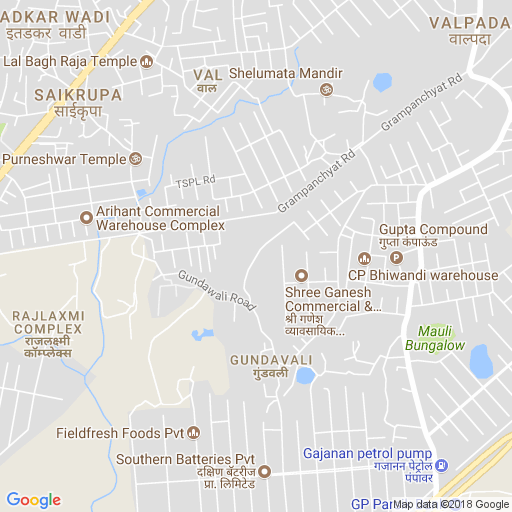 ADKAR WADI
इतडकर वाडी
VALPADA
वाल्पदा
Lal Bagh Raja Temple
VAL
वाल
Shelumata Mandir
SAIKRUPA
साईकृपा
Grampanchyat Rd
Purneshwar Temple
TSPL Rd
Grampanchyat Rd
Arihant Commercial
Warehouse Complex
Gupta Compound
गुप्ता कंपाऊंड
CP Bhiwandi warehouse
Gundawali Road
Shree Ganesh
Commercial &...
श्री गणेश
व्यावसायिक...
RAJLAXMI
COMPLEX
राजलक्ष्मी
कॉम्प्लेक्स
Mauli
Bungalow
GUNDAVALI
गुंडवली
Fieldfresh Foods Pvt
Gajanan petrol pump
गजानन पेट्रोल
पंपावर
Southern Batteries Pvt
दक्षिण बॅटरीज
प्रा. लिमिटेड
Google
GP Par
Map data ©2018 Google